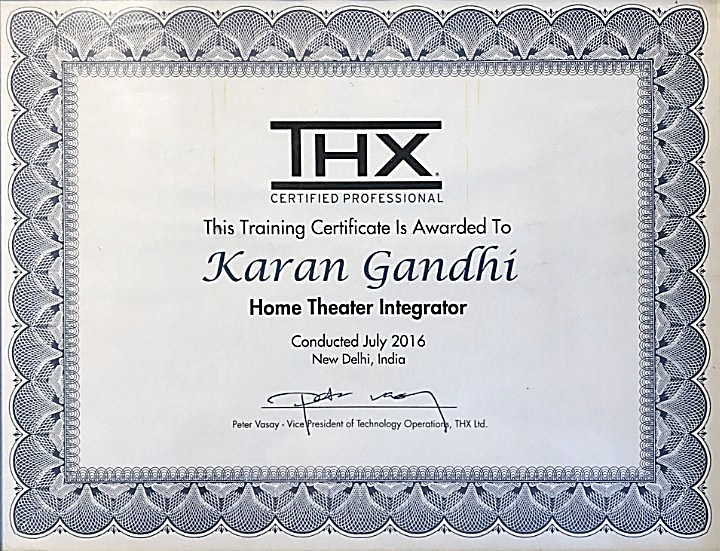 THX
CERTIFIED PROFESSIONAL
This Training Certificate Is Awarded To
Karan Gandhi
Home Theater Integrator
Conducted July 2016
New Delhi, India
Peter Vasay
Peter Vasay - Vice President of Technology Operations, THX Ltd.